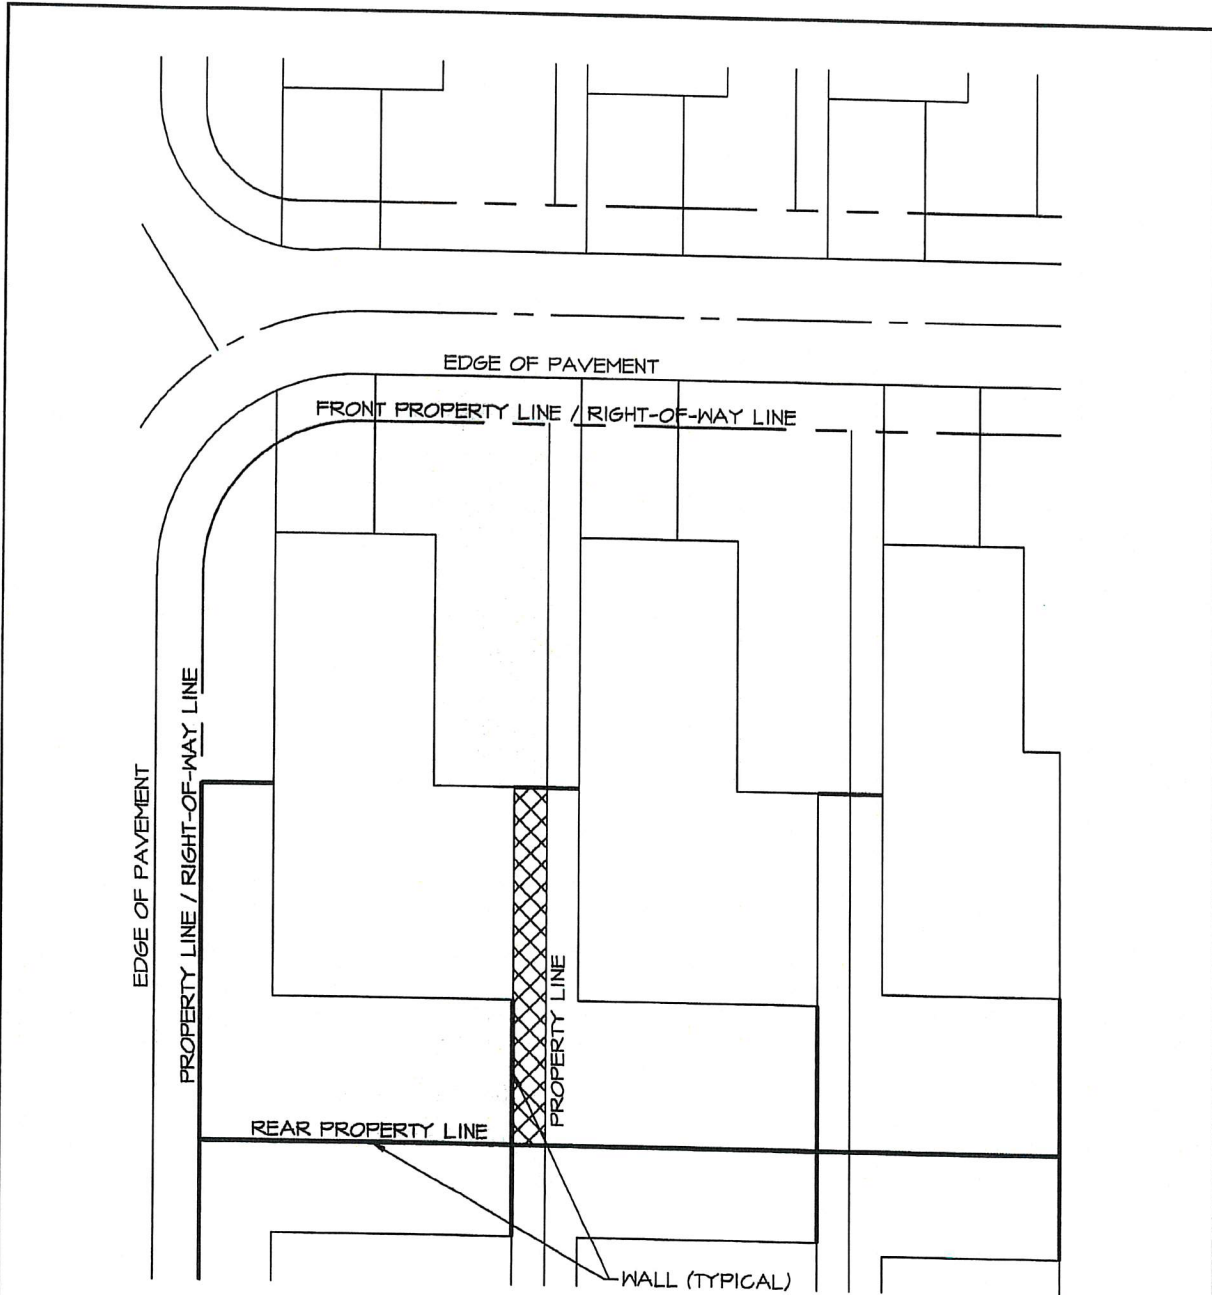 EDGE OF PAVEMENT
FRONT PROPERTY LINE / RIGHT-OF-WAY LINE
PROPERTY LINE / RIGHT-OF-WAY LINE
EDGE OF PAVEMENT
PROPERTY LINE
REAR PROPERTY LINE
WALL (TYPICAL)